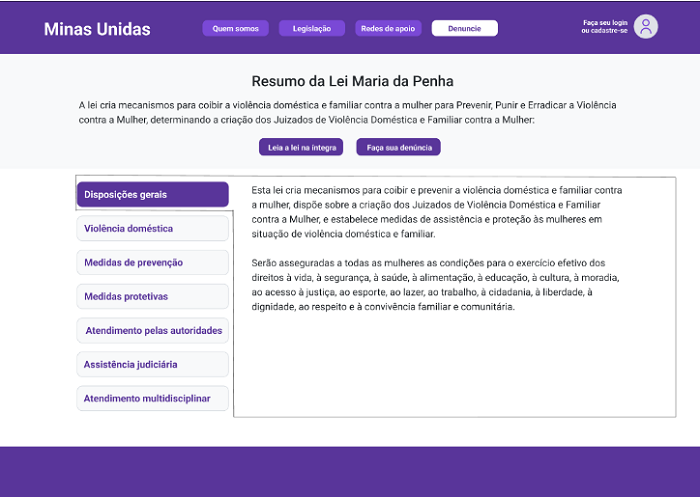 Minas Unidas
Quem somos
Legislação
Redes de apoio
Denuncie
Faça seu login
ou cadastre-se
Resumo da Lei Maria da Penha
A lei cria mecanismos para coibir a violência doméstica e familiar contra a mulher para Prevenir, Punir e Erradicar a Violência
contra a Mulher, determinando a criação dos Juizados de Violência Doméstica e Familiar contra a Mulher:
Leia a lei na íntegra
Faça sua denúncia
Disposições gerais
Violência doméstica
Medidas de prevenção
Medidas protetivas
Atendimento pelas autoridades
Assistência judiciária
Atendimento multidisciplinar
Esta lei cria mecanismos para coibir e prevenir a violência doméstica e familiar contra
a mulher, dispõe sobre a criação dos Juizados de Violência Doméstica e Familiar
contra a Mulher, e estabelece medidas de assistência e proteção às mulheres em
situação de violência doméstica e familiar.
Serão asseguradas a todas as mulheres as condições para o exercício efetivo dos
direitos à vida, à segurança, à saúde, à alimentação, à educação, à cultura, à moradia,
ao acesso à justiça, ao esporte, ao lazer, ao trabalho, à cidadania, à liberdade, à
dignidade, ao respeito e à convivência familiar e comunitária.